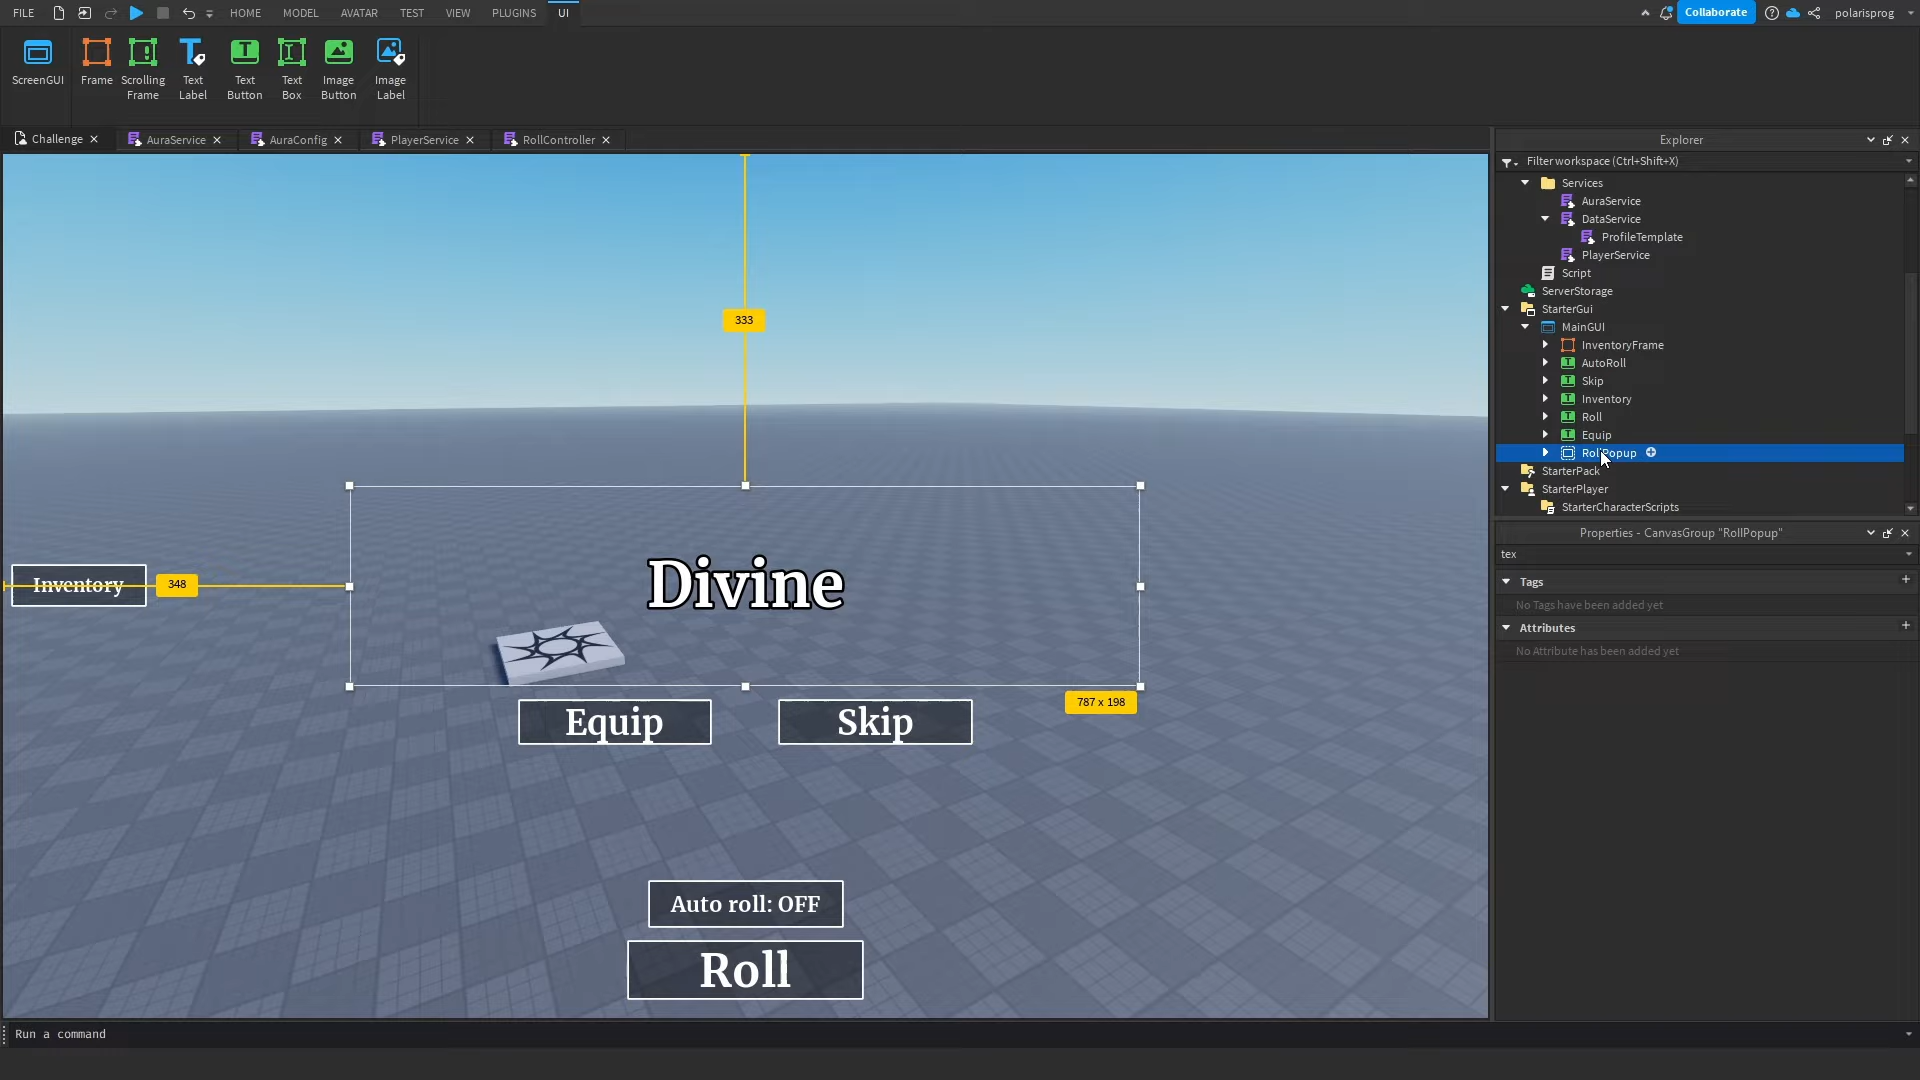 FILE
HOME
MODEL
AVATAR
TEST
VIEW
PLUGINS
UI
Collaborate
polarisprog
ScreenGUI
Frame
Scrolling
Frame
Text
Label
Text
Button
Text
Box
Image
Button
Image
Label
Challenge
AuraService
AuraConfig
PlayerService
RollController
333
Inventory
348
Divine
787 x 198
Equip
Skip
Auto roll: OFF
Roll
Run a command
Explorer
Filter workspace (Ctrl+Shift+X)
Services
AuraService
DataService
ProfileTemplate
PlayerService
Script
ServerStorage
StarterGui
MainGUI
InventoryFrame
AutoRoll
Skip
Inventory
Roll
Equip
RollPopup
StarterPack
StarterPlayer
StarterCharacterScripts
Properties - CanvasGroup "RollPopup"
tex
Tags
No Tags have been added yet
Attributes
No Attribute has been added yet